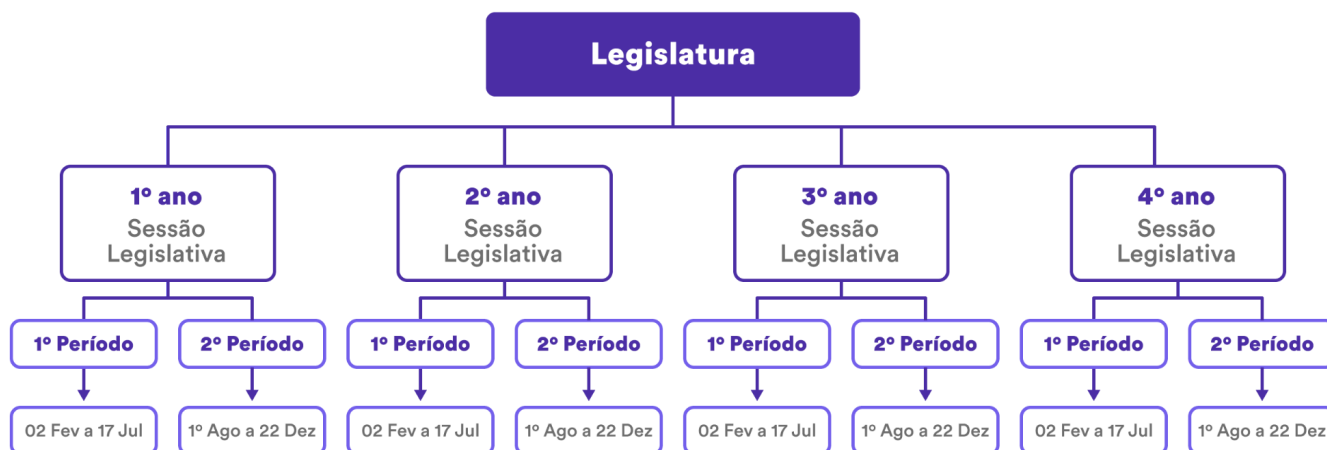 Legislatura
1º ano
Sessão
Legislativa
2º ano
Sessão
Legislativa
3º ano
Sessão
Legislativa
4º ano
Sessão
Legislativa
1º Período
2º Período
1º Período
2º Período
1º Período
2º Período
1º Período
2º Período
02 Fev a 17 Jul
1º Ago a 22 Dez
02 Fev a 17 Jul
1º Ago a 22 Dez
02 Fev a 17 Jul
1º Ago a 22 Dez
02 Fev a 17 Jul
1º Ago a 22 Dez